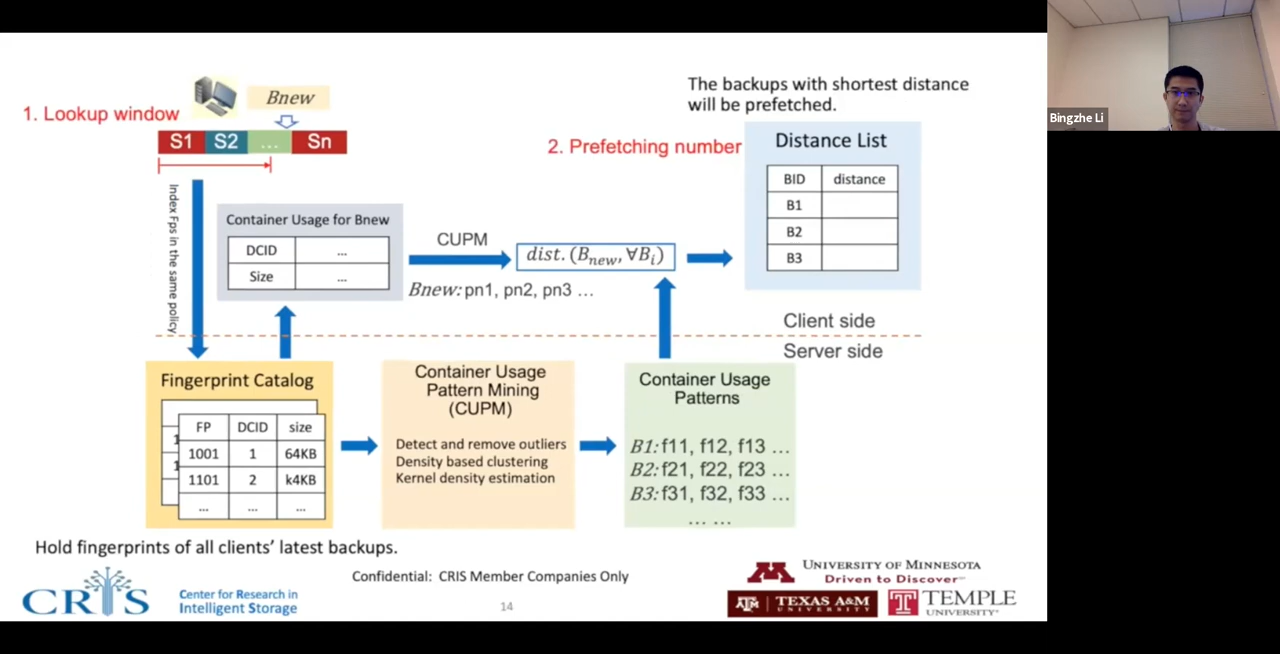 The backups with shortest distance
will be prefetched.
Bnew
1. Lookup window
S1 S2 ... Sn
2. Prefetching number
Distance List
BID distance
B1
B2
B3
Index Fps in the same policy
Container Usage for Bnew
DCID ...
Size ...
CUPM
dist.(Bnew, ∀Bi)
Bnew: pn1, pn2, pn3 ...
Client side
Server side
Fingerprint Catalog
FP DCID size
1001 1 64KB
1101 2 k4KB
... ... ...
1
1
Container Usage
Pattern Mining
(CUPM)
Detect and remove outliers
Density based clustering
Kernel density estimation
Container Usage
Patterns
B1: f11, f12, f13 ...
B2: f21, f22, f23 ...
B3: f31, f32, f33 ...
... ...
Hold fingerprints of all clients' latest backups.
Confidential: CRIS Member Companies Only
14
CRIS
Center for Research in
Intelligent Storage
M
UNIVERSITY OF MINNESOTA
Driven to Discover℠
ATM TEXAS A&M
UNIVERSITY
T TEMPLE
UNIVERSITY®
Bingzhe Li